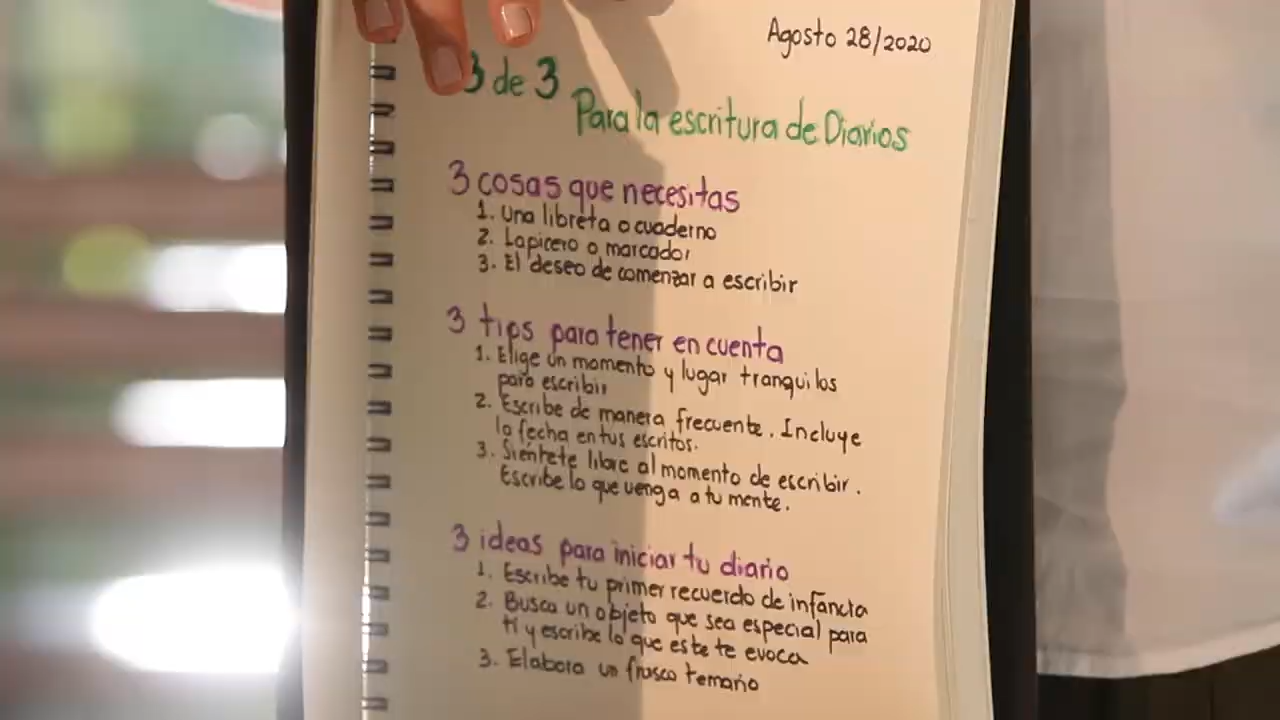 Agosto 28/2020
3 de 3
Para la escritura de Diarios
3 cosas que necesitas
1. Una libreta o cuaderno
2. Lapicero o marcador
3. El deseo de comenzar a escribir
3 tips para tener en cuenta
1. Elige un momento y lugar tranquilos
para escribir
2. Escribe de manera frecuente. Incluye
la fecha en tus escritos.
3. Siéntete libre al momento de escribir.
Escribe lo que venga a tu mente.
3 ideas para iniciar tu diario
1. Escribe tu primer recuerdo de infancia
2. Busca un objeto que sea especial para
ti y escribe lo que este te evoca
3. Elabora un frasco temario